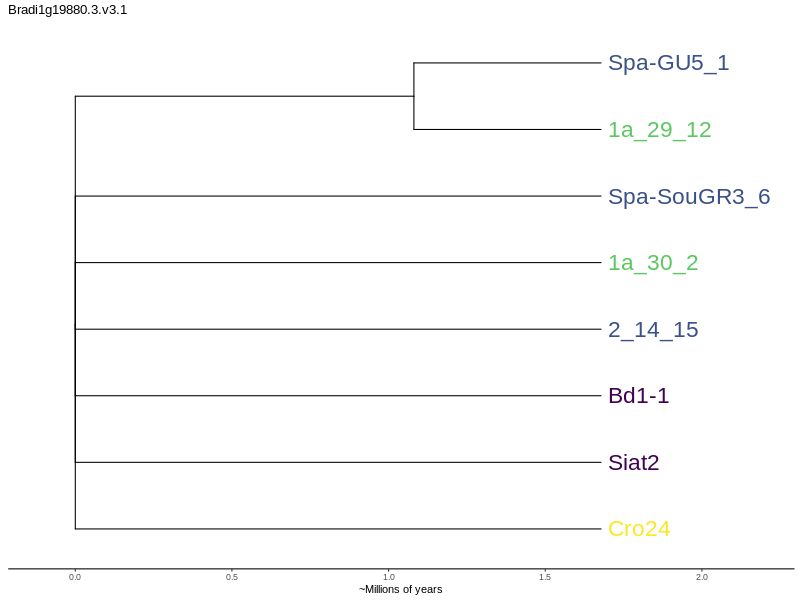 Bradi1g19880.3.v3.1
Spa-GU5_1
1a_29_12
Spa-SouGR3_6
1a_30_2
2_14_15
Bd1-1
Siat2
Cro24
0.0 0.5 1.0 1.5 2.0
~Millions of years